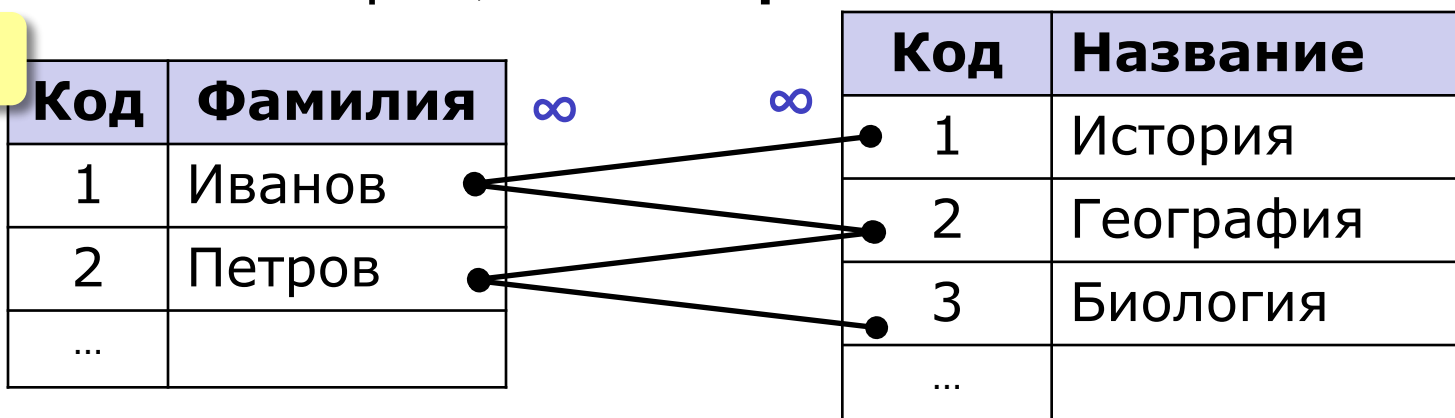 Код Фамилия
1 Иванов
2 Петров
…
∞ ∞
Код Название
1 История
2 География
3 Биология
…